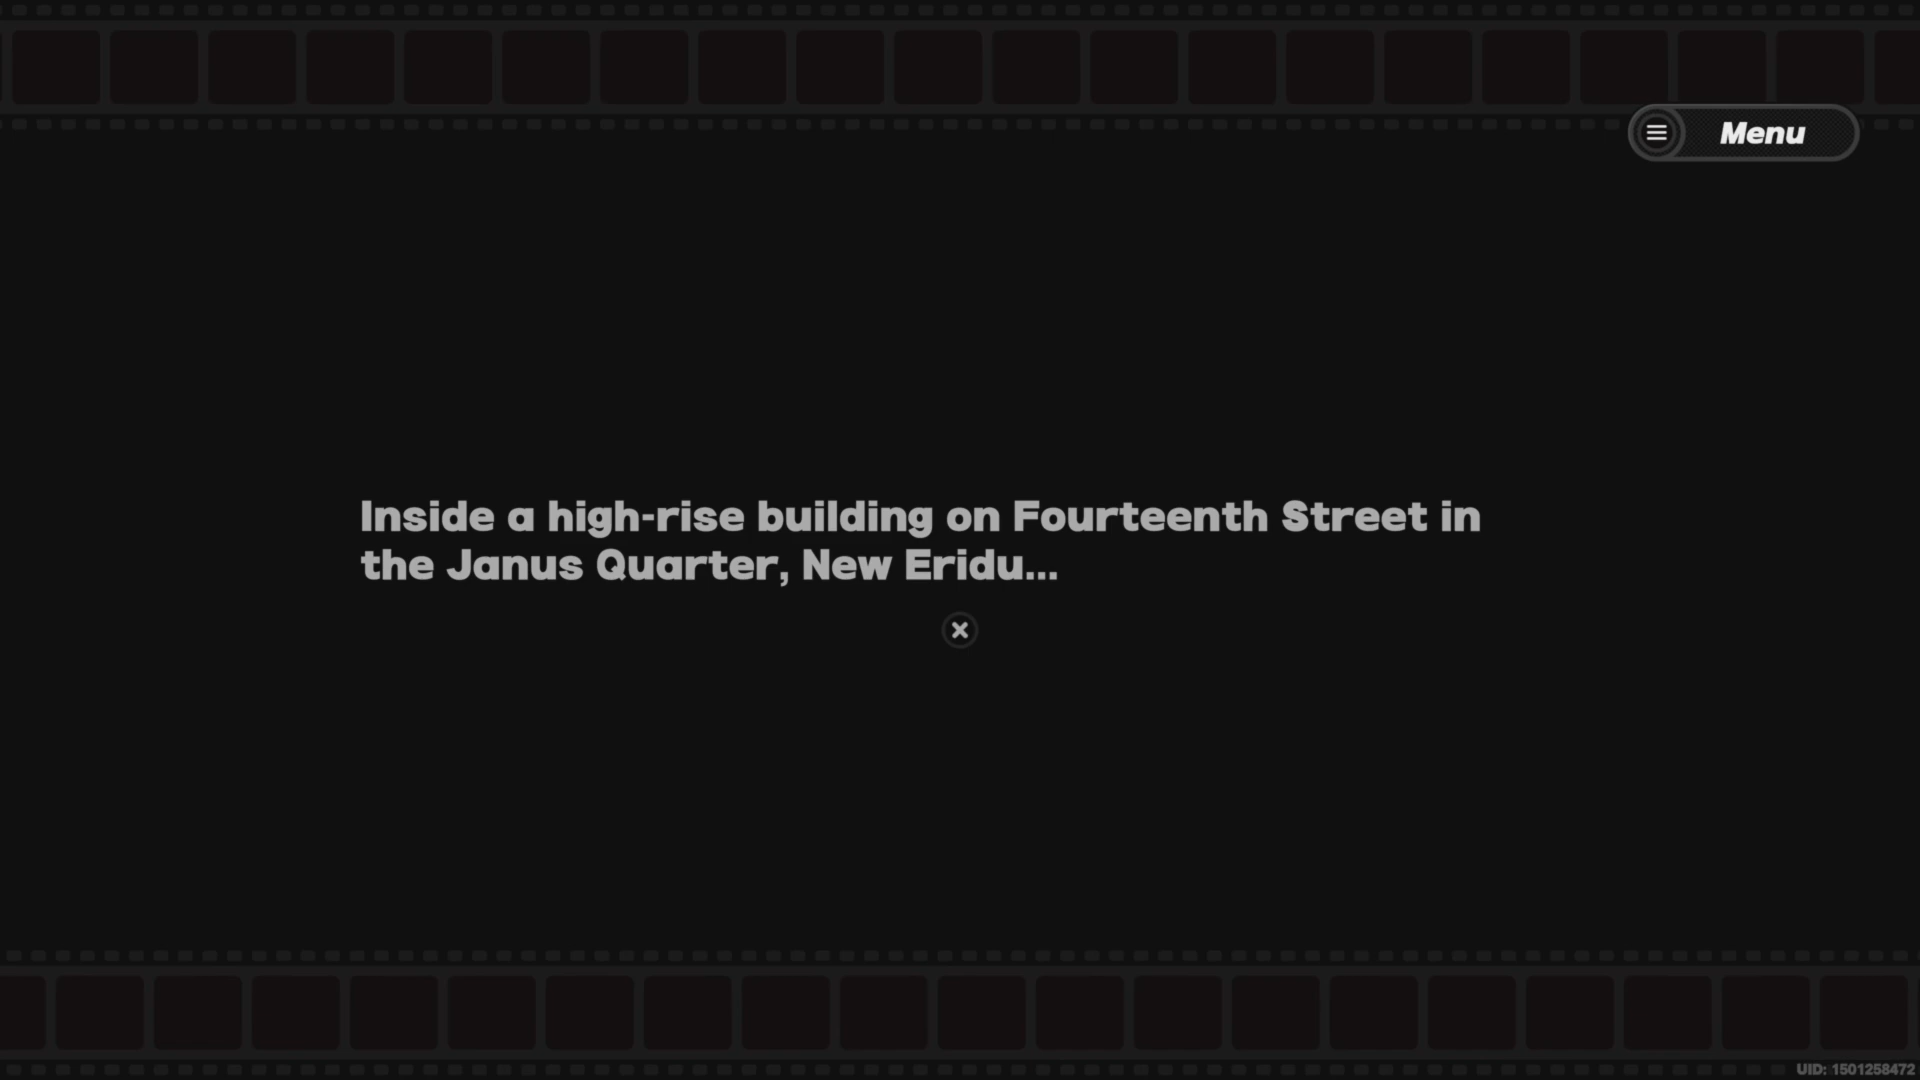 Menu
Inside a high-rise building on Fourteenth Street in
the Janus Quarter, New Eridu...
UID: 1501258472